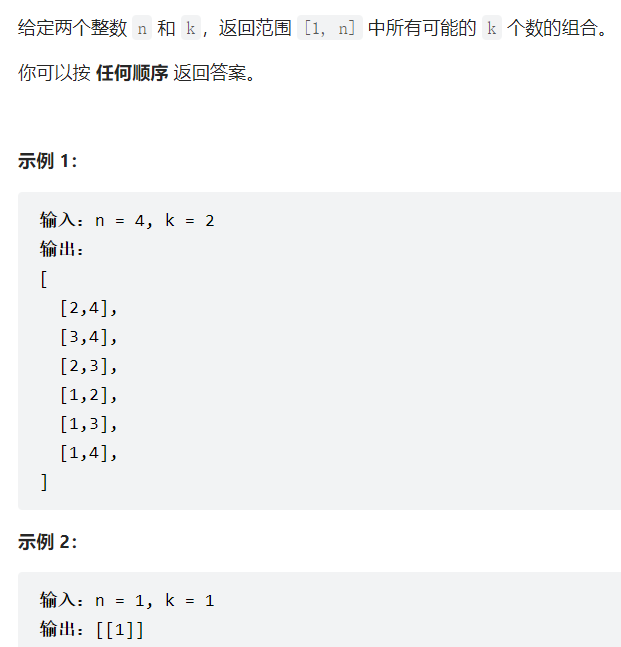 给定两个整数 n 和 k，返回范围 [1, n] 中所有可能的 k 个数的组合。
你可以按 任何顺序 返回答案。
示例 1：
输入：n = 4, k = 2
输出：
[
  [2,4],
  [3,4],
  [2,3],
  [1,2],
  [1,3],
  [1,4],
]
示例 2：
输入：n = 1, k = 1
输出：[[1]]